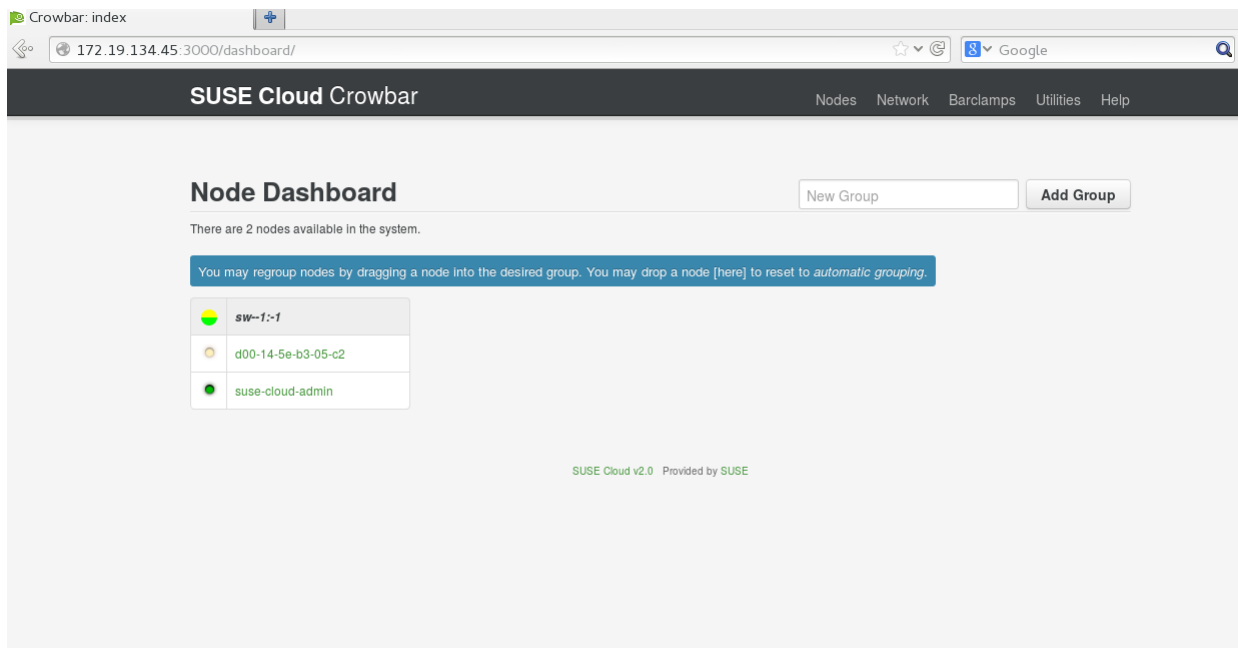 Crowbar: index
172.19.134.45:3000/dashboard/
Google
SUSE Cloud Crowbar
Nodes Network Barclamps Utilities Help
Node Dashboard
New Group
Add Group
There are 2 nodes available in the system.
You may regroup nodes by dragging a node into the desired group. You may drop a node [here] to reset to automatic grouping.
sw--1:-1
d00-14-5e-b3-05-c2
suse-cloud-admin
SUSE Cloud v2.0 Provided by SUSE